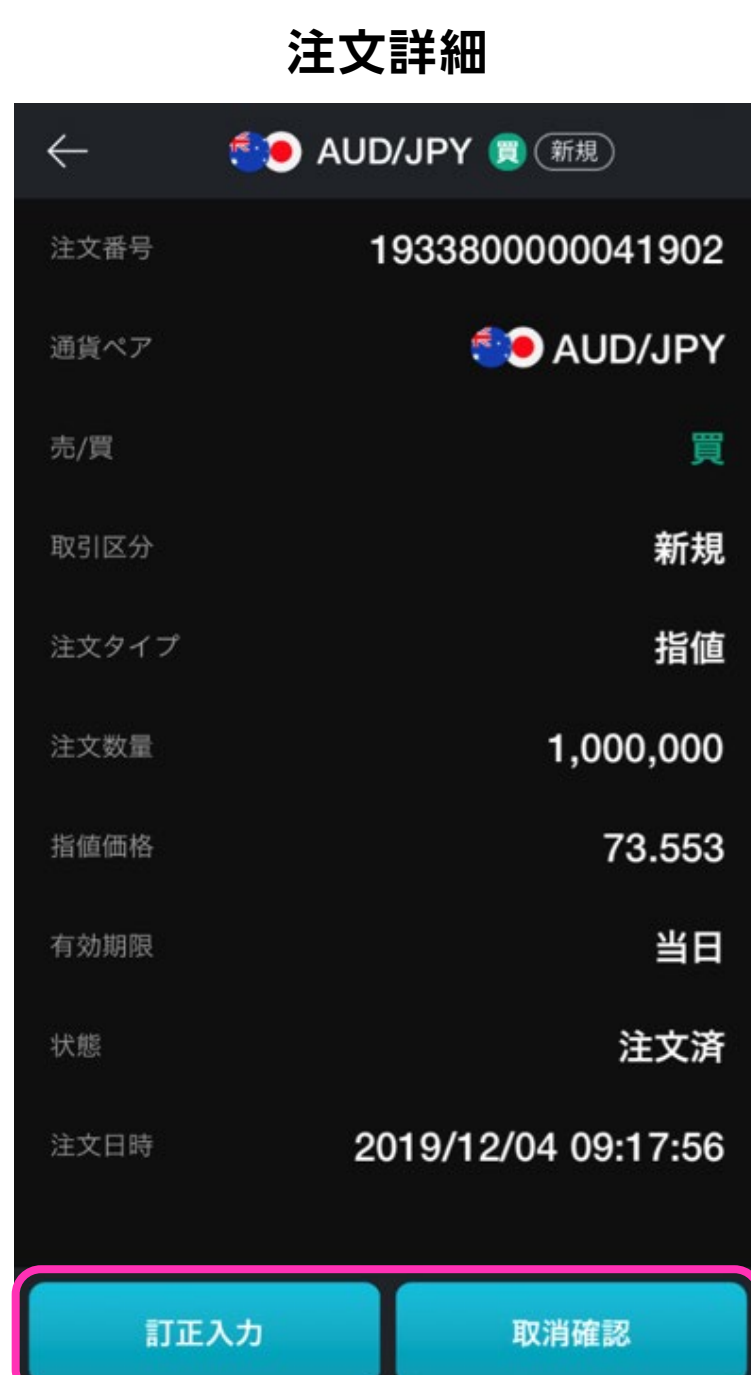 注文詳細
← AUD/JPY 買 新規
注文番号 1933800000041902
通貨ペア AUD/JPY
売/買 買
取引区分 新規
注文タイプ 指値
注文数量 1,000,000
指値価格 73.553
有効期限 当日
状態 注文済
注文日時 2019/12/04 09:17:56
訂正入力 取消確認